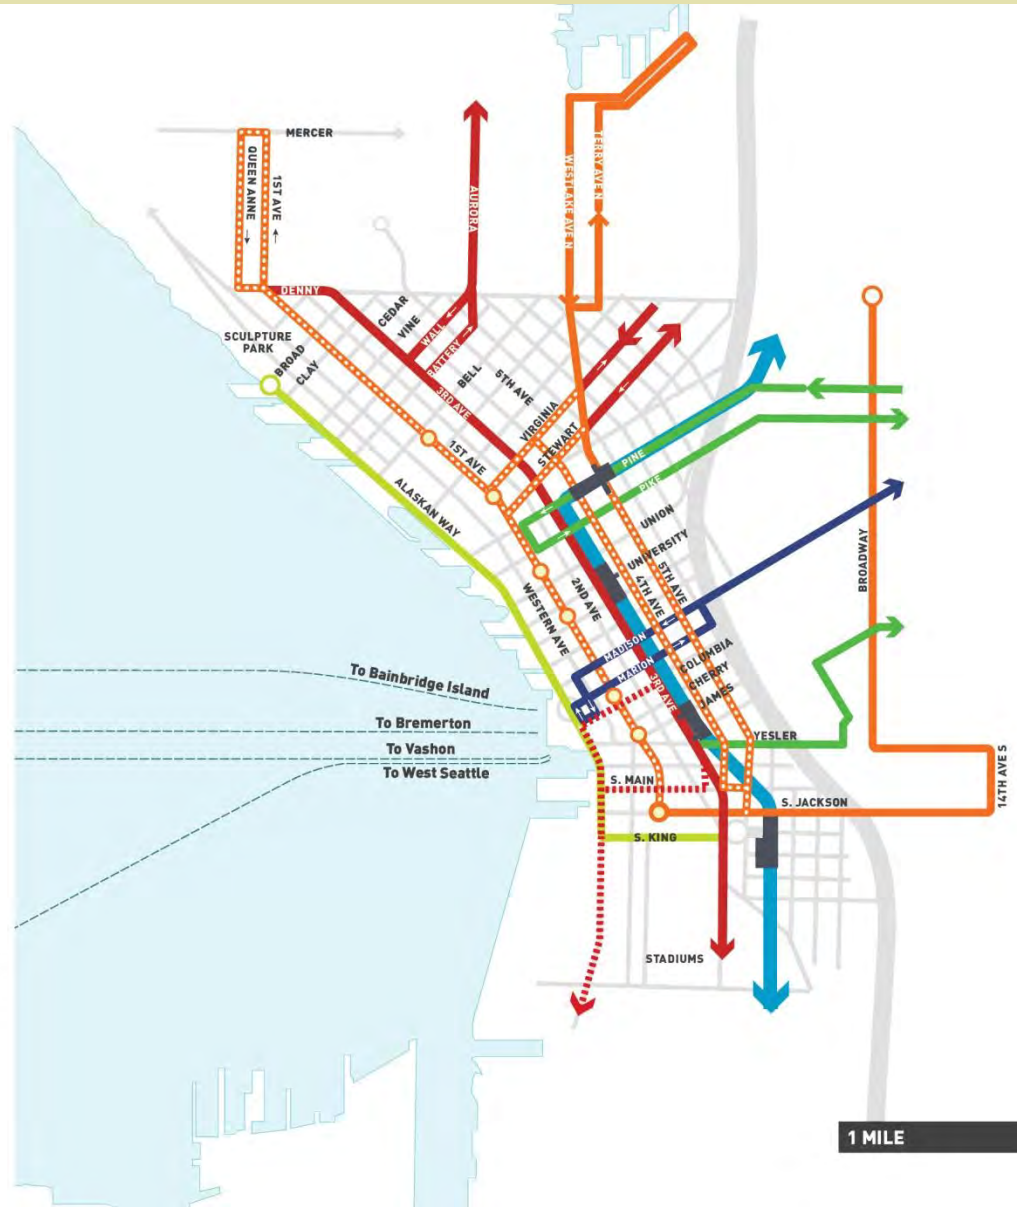 MERCER
QUEEN ANNE
1ST AVE
AURORA
WESTLAKE AVE N
TERRY AVE N
DENNY
CEDAR
VINE
WALL
BATTERY
SCULPTURE
PARK
BROAD
CLAY
BELL
5TH AVE
3RD AVE
VIRGINIA
STEWART
1ST AVE
PINE
PIKE
ALASKAN WAY
UNION
UNIVERSITY
BROADWAY
2ND AVE
4TH AVE
5TH AVE
WESTERN AVE
MADISON
MARION
COLUMBIA
CHERRY
JAMES
3RD AVE
To Bainbridge Island
To Bremerton
To Vashon
To West Seattle
YESLER
S. MAIN
S. JACKSON
14TH AVE S
S. KING
STADIUMS
1 MILE